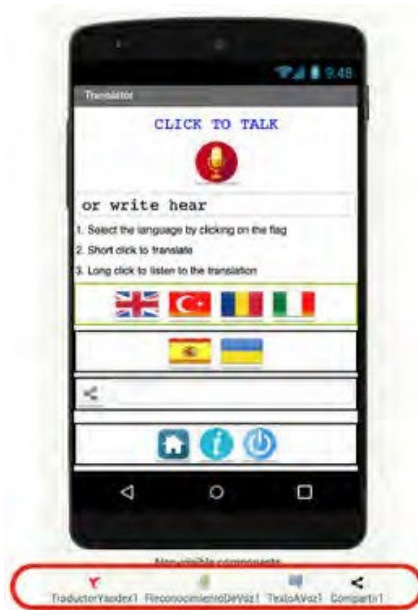 9:48
Translator
CLICK TO TALK
or write hear
1. Select the language by clicking on the flag
2. Short click to translate
3. Long click to listen to the translation
i
Non-visible components
TraductorYandex1 ReconocimientoDeVoz1 TextoAVoz1 Compartir1